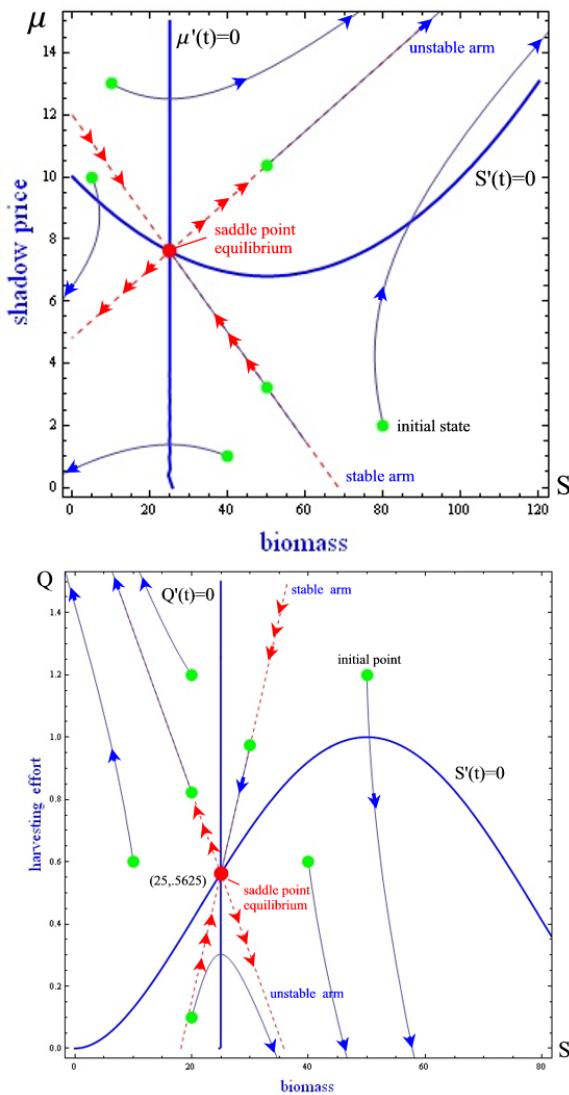 μ
μ'(t)=0
14
12
10
8
6
4
2
0
shadow price
unstable arm
S'(t)=0
saddle point
equilibrium
initial state
stable arm
0
20
40
60
80
100
120
S
biomass
Q
Q'(t)=0
stable arm
initial point
S'(t)=0
1.2
1.0
0.8
0.6
0.4
0.2
0.0
harvesting effort
(25,.5625)
saddle point
equilibrium
unstable arm
0
20
40
60
80
S
biomass